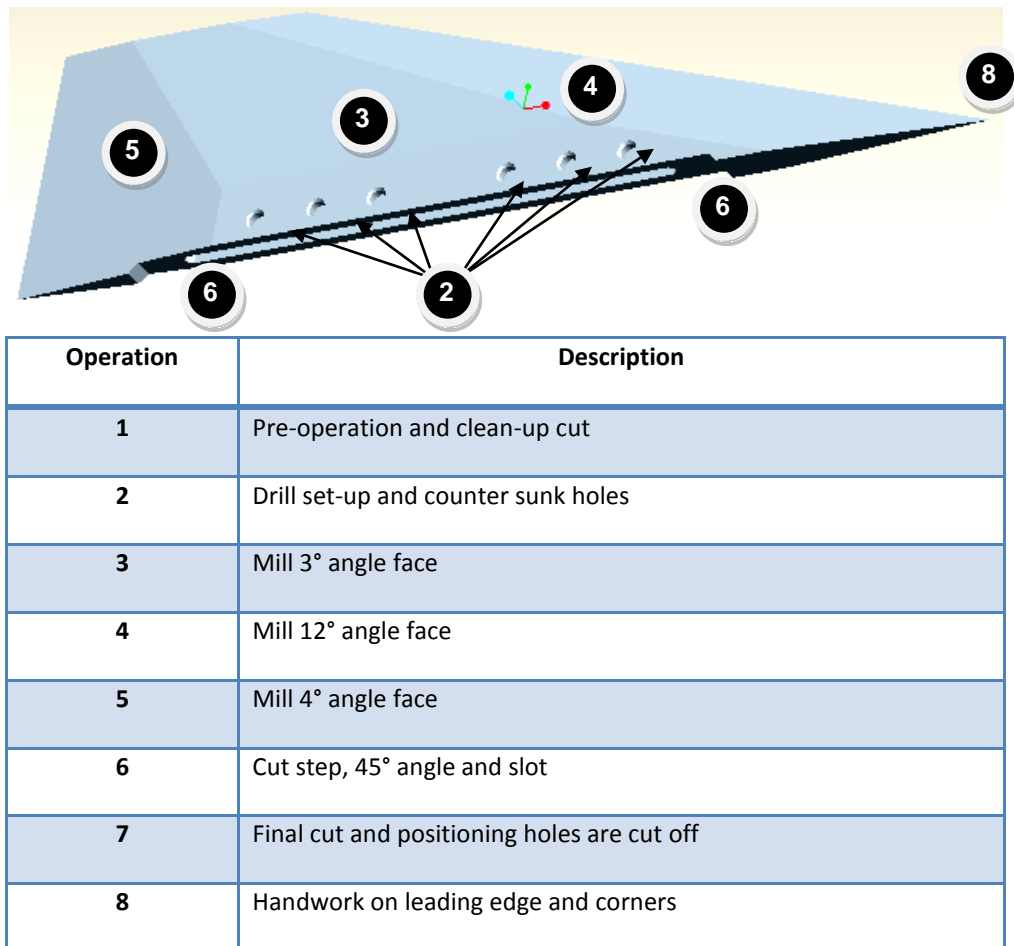 8
4
3
5
6
6
2
Operation Description
1 Pre-operation and clean-up cut
2 Drill set-up and counter sunk holes
3 Mill 3° angle face
4 Mill 12° angle face
5 Mill 4° angle face
6 Cut step, 45° angle and slot
7 Final cut and positioning holes are cut off
8 Handwork on leading edge and corners